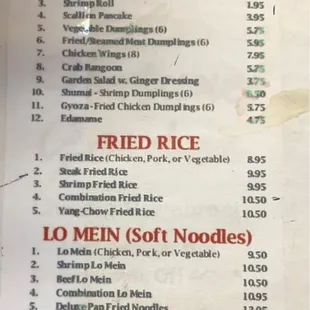 3. Shrimp Roll 1.95
4. Scallion Pancake 3.95
5. Vegetable Dumplings (6) 5.75
6. Fried/Steamed Meat Dumplings (6) 5.95
7. Chicken Wings (8) 7.95
8. Crab Rangoon 5.75
9. Garden Salad w. Ginger Dressing 3.75
10. Shumai - Shrimp Dumplings (6) 6.50
11. Gyoza - Fried Chicken Dumplings (6) 5.75
12. Edamame 4.75
FRIED RICE
1. Fried Rice (Chicken, Pork, or Vegetable) 8.95
2. Steak Fried Rice 9.95
3. Shrimp Fried Rice 9.95
4. Combination Fried Rice 10.50
5. Yang-Chow Fried Rice 10.50
LO MEIN (Soft Noodles)
1. Lo Mein (Chicken, Pork, or Vegetable) 9.50
2. Shrimp Lo Mein 10.50
3. Beef Lo Mein 10.50
4. Combination Lo Mein 10.95
5. Deluxe Pan Fried Noodles